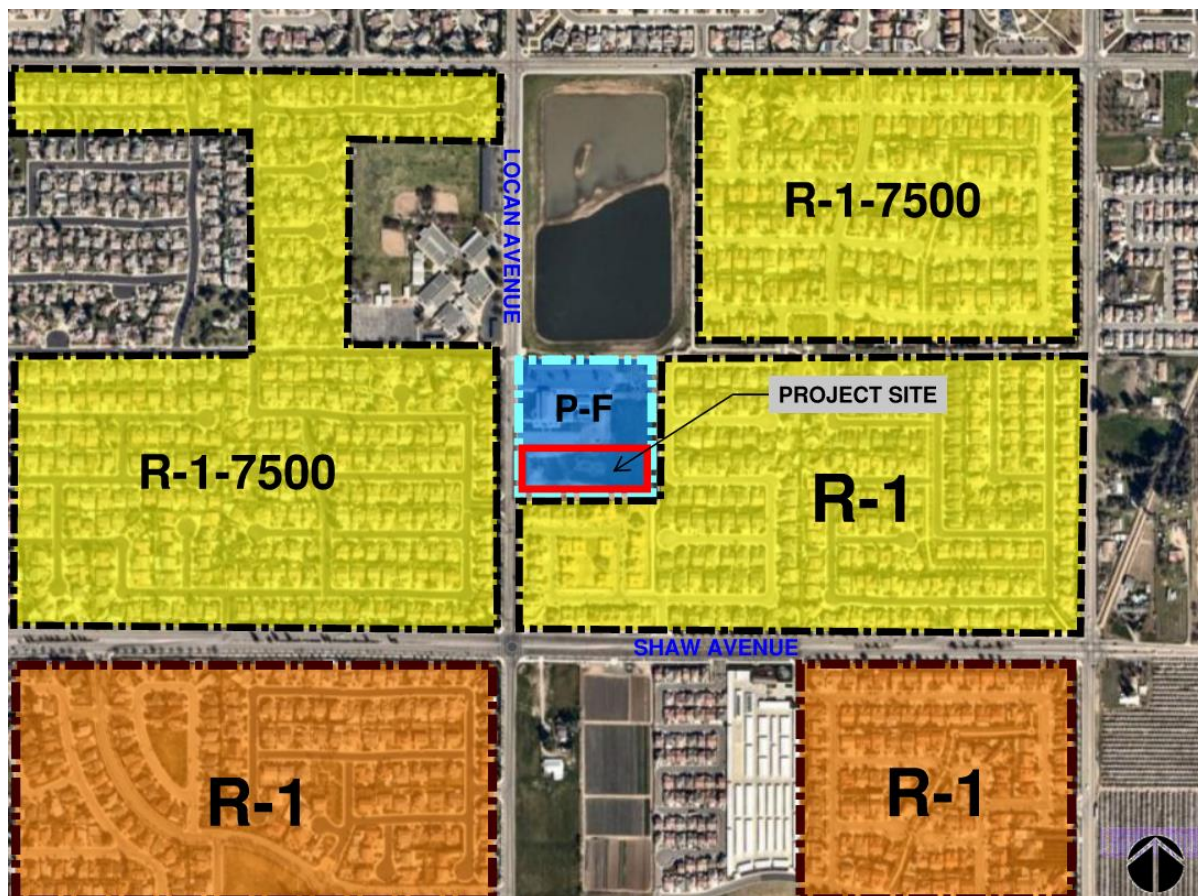 LOCAN AVENUE
R-1-7500
P-F
PROJECT SITE
R-1-7500
R-1
SHAW AVENUE
R-1
R-1